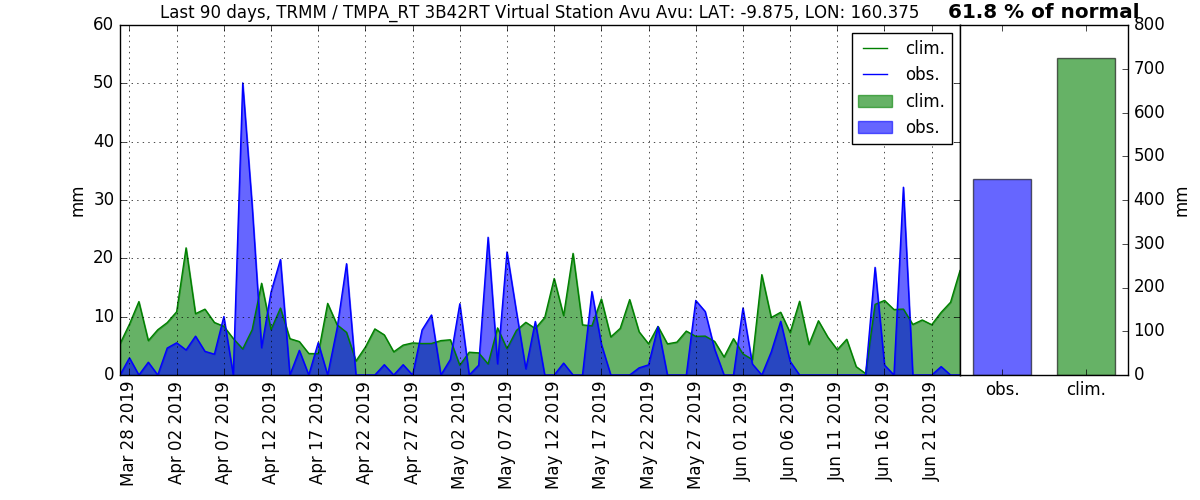 Last 90 days, TRMM / TMPA_RT 3B42RT Virtual Station Avu Avu: LAT: -9.875, LON: 160.375
61.8 % of normal
60
50
40
30
20
10
0
mm
clim.
obs.
clim.
obs.
Mar 28 2019
Apr 02 2019
Apr 07 2019
Apr 12 2019
Apr 17 2019
Apr 22 2019
Apr 27 2019
May 02 2019
May 07 2019
May 12 2019
May 17 2019
May 22 2019
May 27 2019
Jun 01 2019
Jun 06 2019
Jun 11 2019
Jun 16 2019
Jun 21 2019
800
700
600
500
400
300
200
100
0
mm
obs.
clim.